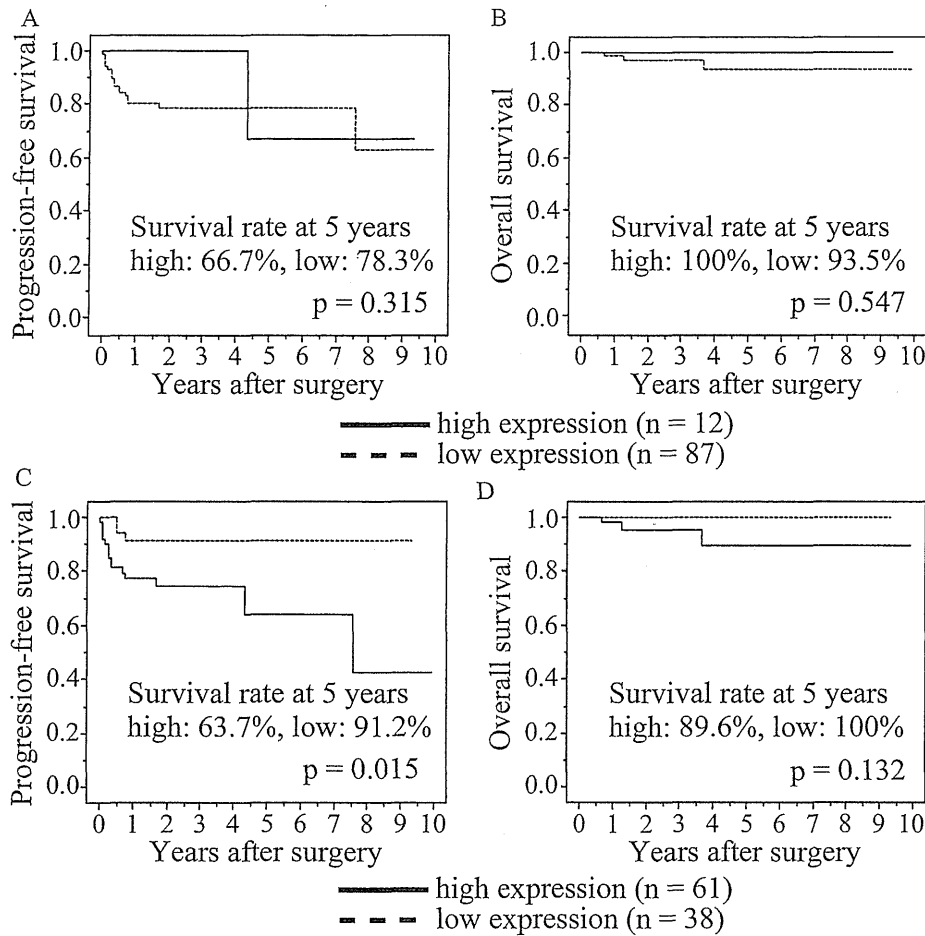 A
Progression-free survival
1.0
0.8
0.6
0.4
0.2
0.0
Survival rate at 5 years
high: 66.7%, low: 78.3%
p = 0.315
0 1 2 3 4 5 6 7 8 9 10
Years after surgery
B
Overall survival
1.0
0.8
0.6
0.4
0.2
0.0
Survival rate at 5 years
high: 100%, low: 93.5%
p = 0.547
0 1 2 3 4 5 6 7 8 9 10
Years after surgery
high expression (n = 12)
low expression (n = 87)
C
Progression-free survival
1.0
0.8
0.6
0.4
0.2
0.0
Survival rate at 5 years
high: 63.7%, low: 91.2%
p = 0.015
0 1 2 3 4 5 6 7 8 9 10
Years after surgery
D
Overall survival
1.0
0.8
0.6
0.4
0.2
0.0
Survival rate at 5 years
high: 89.6%, low: 100%
p = 0.132
0 1 2 3 4 5 6 7 8 9 10
Years after surgery
high expression (n = 61)
low expression (n = 38)